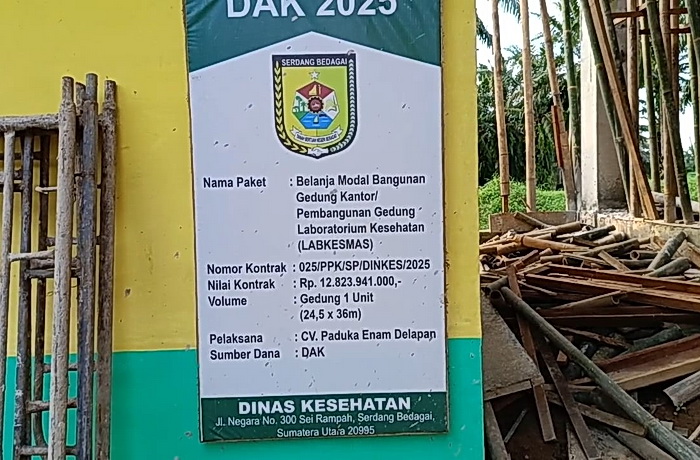 DAK 2025
SERDANG BEDAGAI
Nama Paket : Belanja Modal Bangunan
Gedung Kantor/
Pembangunan Gedung
Laboratorium Kesehatan
(LABKESMAS)
Nomor Kontrak : 025/PPK/SP/DINKES/2025
Nilai Kontrak : Rp. 12.823.941.000,-
Volume : Gedung 1 Unit
(24,5 x 36m)
Pelaksana : CV. Paduka Enam Delapan
Sumber Dana : DAK
DINAS KESEHATAN
Jl. Negara No. 300 Sei Rampah, Serdang Bedagai,
Sumatera Utara 20995